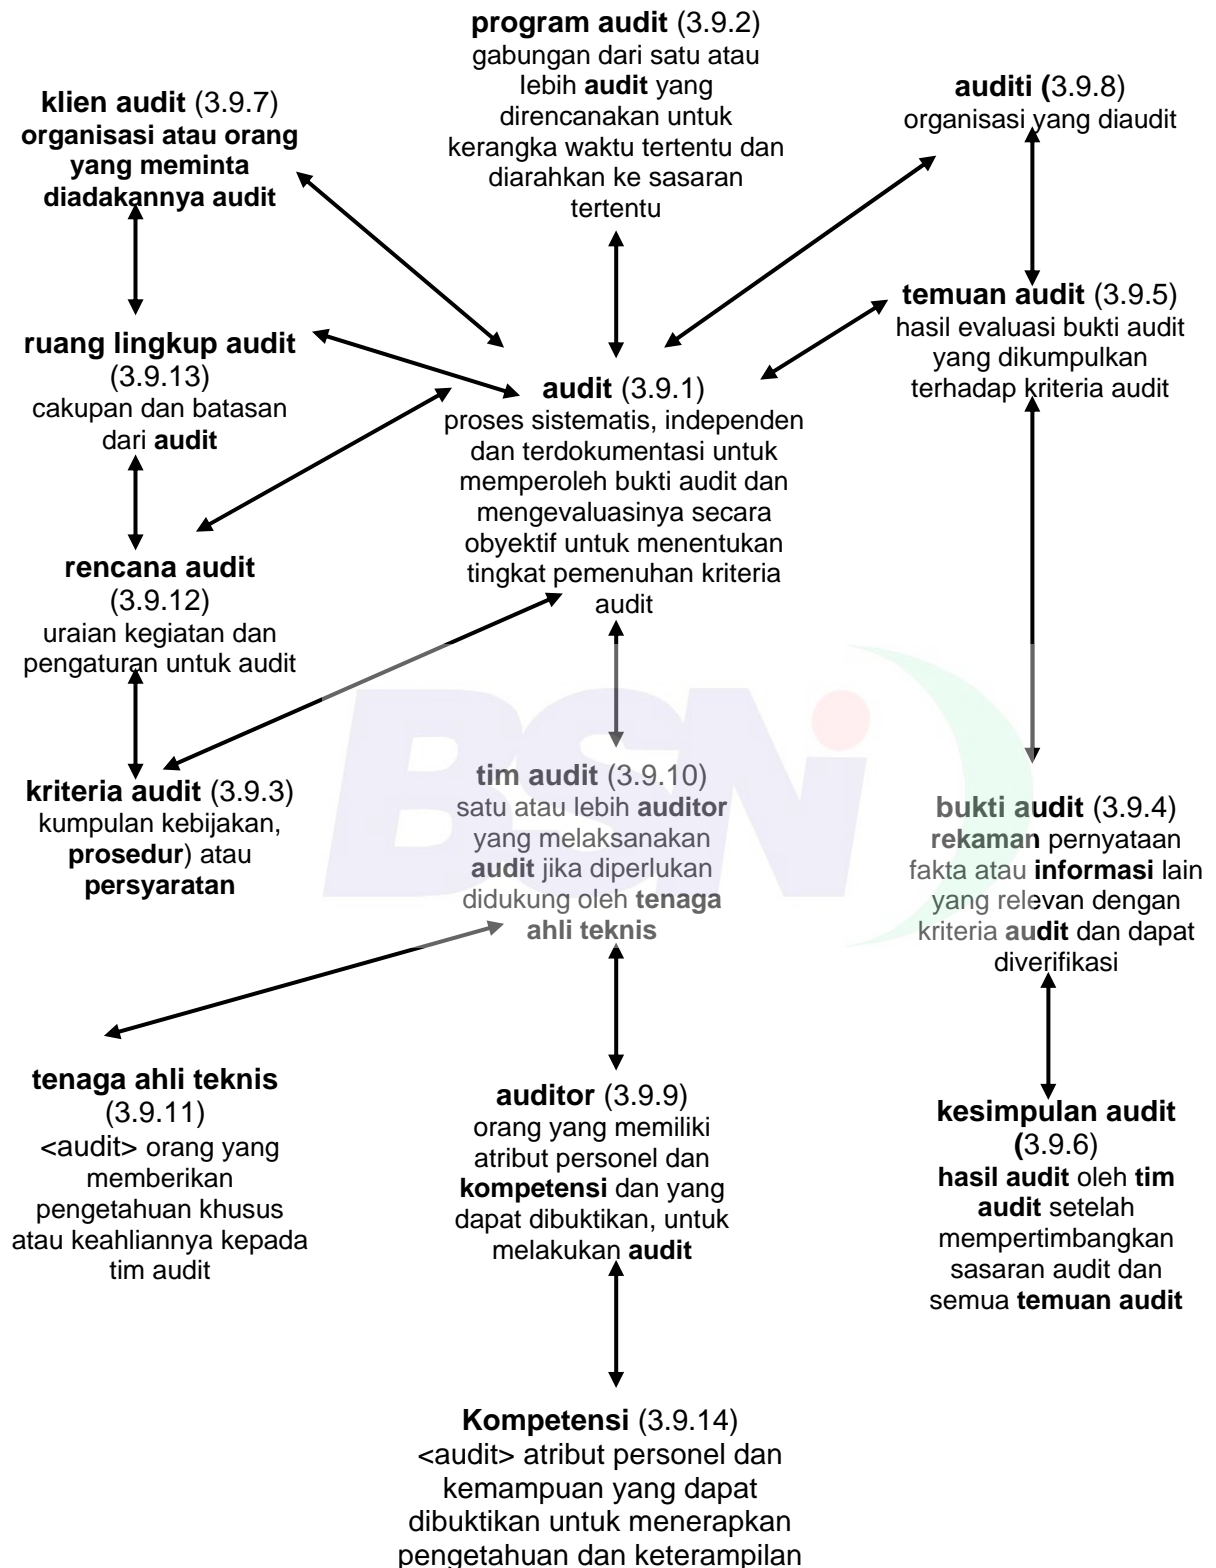 program audit (3.9.2)
gabungan dari satu atau
lebih audit yang
direncanakan untuk
kerangka waktu tertentu dan
diarahkan ke sasaran
tertentu
klien audit (3.9.7)
organisasi atau orang
yang meminta
diadakannya audit
auditi (3.9.8)
organisasi yang diaudit
ruang lingkup audit
(3.9.13)
cakupan dan batasan
dari audit
audit (3.9.1)
proses sistematis, independen
dan terdokumentasi untuk
memperoleh bukti audit dan
mengevaluasinya secara
obyektif untuk menentukan
tingkat pemenuhan kriteria
audit
temuan audit (3.9.5)
hasil evaluasi bukti audit
yang dikumpulkan
terhadap kriteria audit
rencana audit
(3.9.12)
uraian kegiatan dan
pengaturan untuk audit
kriteria audit (3.9.3)
kumpulan kebijakan,
prosedur) atau
persyaratan
tim audit (3.9.10)
satu atau lebih auditor
yang melaksanakan
audit jika diperlukan
didukung oleh tenaga
ahli teknis
bukti audit (3.9.4)
rekaman pernyataan
fakta atau informasi lain
yang relevan dengan
kriteria audit dan dapat
diverifikasi
tenaga ahli teknis
(3.9.11)
<audit> orang yang
memberikan
pengetahuan khusus
atau keahliannya kepada
tim audit
auditor (3.9.9)
orang yang memiliki
atribut personel dan
kompetensi dan yang
dapat dibuktikan, untuk
melakukan audit
kesimpulan audit
(3.9.6)
hasil audit oleh tim
audit setelah
mempertimbangkan
sasaran audit dan
semua temuan audit
Kompetensi (3.9.14)
<audit> atribut personel dan
kemampuan yang dapat
dibuktikan untuk menerapkan
pengetahuan dan keterampilan
BSN